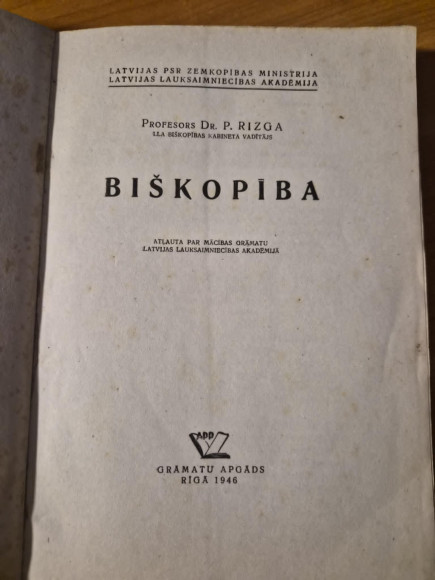 LATVIJAS PSR ZEMKOPĪBAS MINISTRIJA
LATVIJAS LAUKSAIMNIECĪBAS AKADĒMIJA
PROFESORS DR. P. RIZGA
LLA BIŠKOPĪBAS KABINETA VADĪTĀJS
BIŠKOPĪBA
ATĻAUTA PAR MĀCĪBAS GRĀMATU
LATVIJAS LAUKSAIMNIECĪBAS AKADĒMIJĀ
APP
GRĀMATU APGĀDS
RĪGĀ 1946